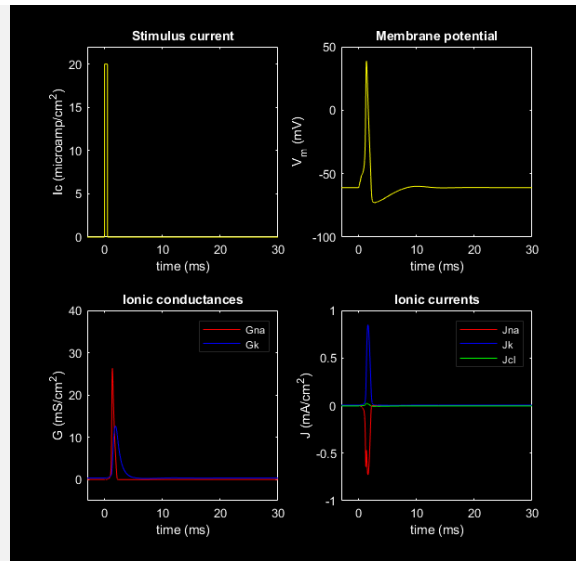 Stimulus current
20
15
10
5
0
Ic (microamp/cm²)
0 10 20 30
time (ms)
Membrane potential
50
0
-50
-100
Vₘ (mV)
0 10 20 30
time (ms)
Ionic conductances
40
30
20
10
0
G (mS/cm²)
Gna
Gk
0 10 20 30
time (ms)
Ionic currents
1
0.5
0
-0.5
-1
J (mA/cm²)
Jna
Jk
Jcl
0 10 20 30
time (ms)